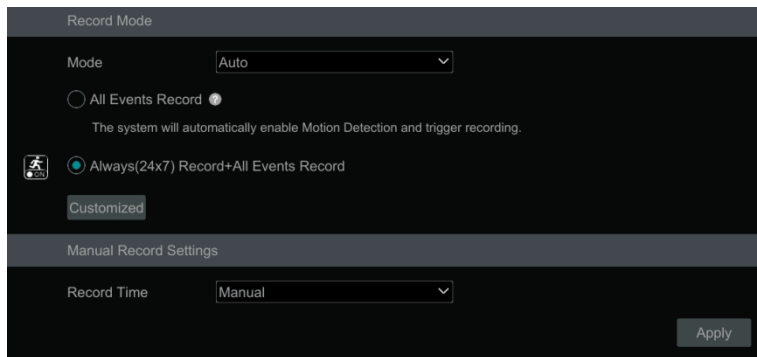 Record Mode
Mode Auto
All Events Record ?
The system will automatically enable Motion Detection and trigger recording.
ON Always(24x7) Record+All Events Record
Customized
Manual Record Settings
Record Time Manual
Apply